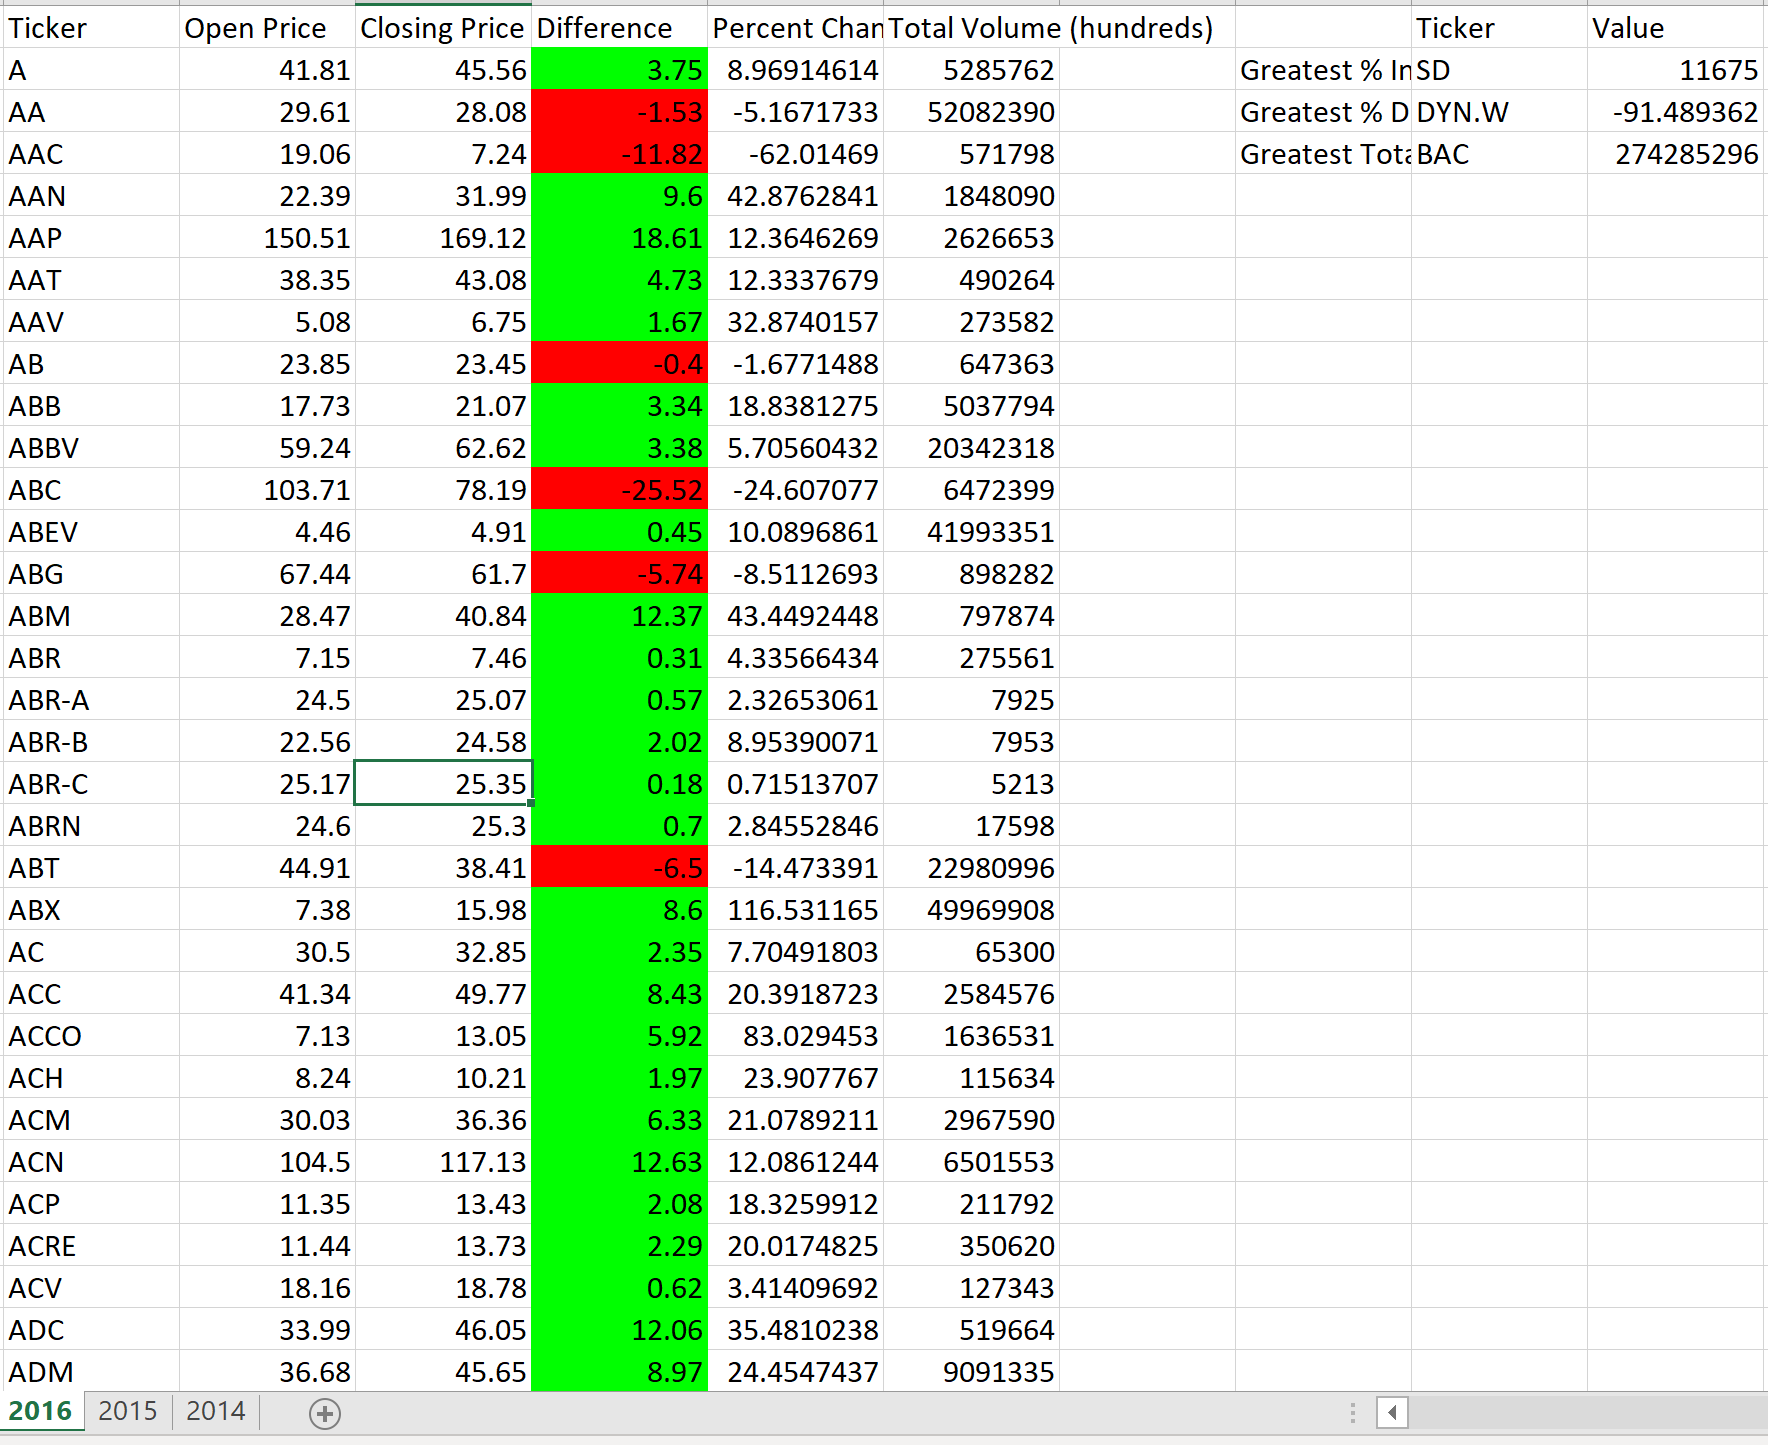 Ticker Open Price Closing Price Difference Percent Chan Total Volume (hundreds) Ticker Value
A 41.81 45.56 3.75 8.96914614 5285762 Greatest % In SD 11675
AA 29.61 28.08 -1.53 -5.1671733 52082390 Greatest % D DYN.W -91.489362
AAC 19.06 7.24 -11.82 -62.01469 571798 Greatest Tota BAC 274285296
AAN 22.39 31.99 9.6 42.8762841 1848090
AAP 150.51 169.12 18.61 12.3646269 2626653
AAT 38.35 43.08 4.73 12.3337679 490264
AAV 5.08 6.75 1.67 32.8740157 273582
AB 23.85 23.45 -0.4 -1.6771488 647363
ABB 17.73 21.07 3.34 18.8381275 5037794
ABBV 59.24 62.62 3.38 5.70560432 20342318
ABC 103.71 78.19 -25.52 -24.607077 6472399
ABEV 4.46 4.91 0.45 10.0896861 41993351
ABG 67.44 61.7 -5.74 -8.5112693 898282
ABM 28.47 40.84 12.37 43.4492448 797874
ABR 7.15 7.46 0.31 4.33566434 275561
ABR-A 24.5 25.07 0.57 2.32653061 7925
ABR-B 22.56 24.58 2.02 8.95390071 7953
ABR-C 25.17 25.35 0.18 0.71513707 5213
ABRN 24.6 25.3 0.7 2.84552846 17598
ABT 44.91 38.41 -6.5 -14.473391 22980996
ABX 7.38 15.98 8.6 116.531165 49969908
AC 30.5 32.85 2.35 7.70491803 65300
ACC 41.34 49.77 8.43 20.3918723 2584576
ACCO 7.13 13.05 5.92 83.029453 1636531
ACH 8.24 10.21 1.97 23.907767 115634
ACM 30.03 36.36 6.33 21.0789211 2967590
ACN 104.5 117.13 12.63 12.0861244 6501553
ACP 11.35 13.43 2.08 18.3259912 211792
ACRE 11.44 13.73 2.29 20.0174825 350620
ACV 18.16 18.78 0.62 3.41409692 127343
ADC 33.99 46.05 12.06 35.4810238 519664
ADM 36.68 45.65 8.97 24.4547437 9091335
2016 2015 2014